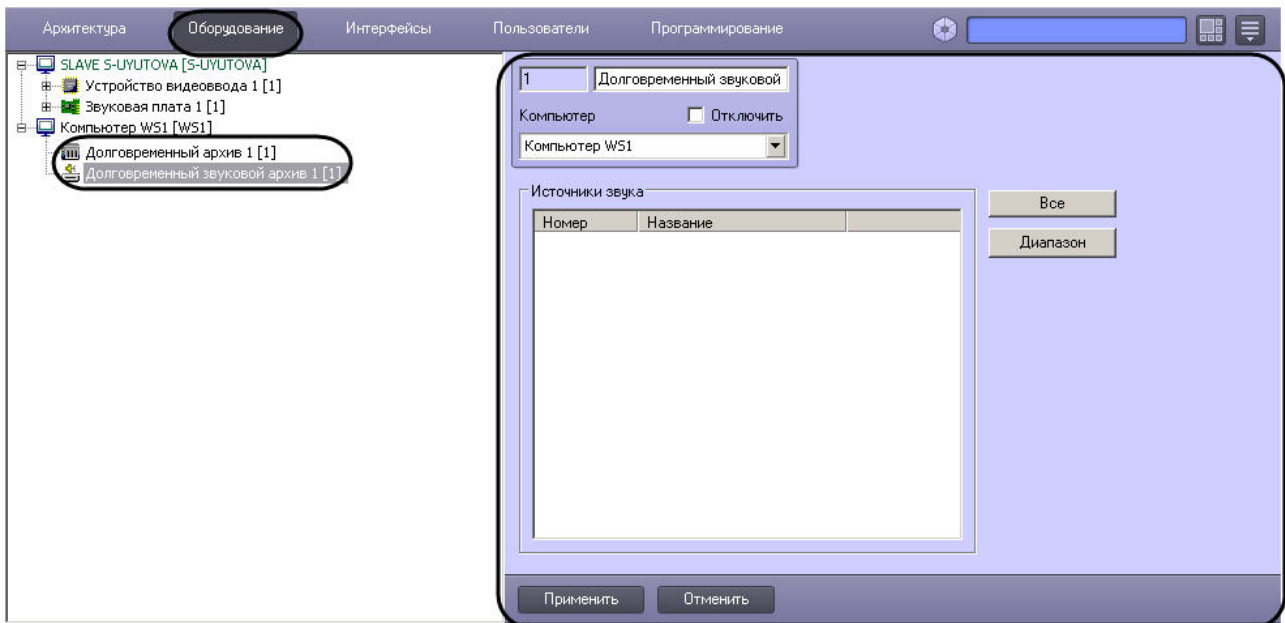 Архитектура Оборудование Интерфейсы Пользователи Программирование
SLAVE S-UYUTOVA [S-UYUTOVA]
Устройство видеоввода 1 [1]
Звуковая плата 1 [1]
Компьютер WS1 [WS1]
Долговременный архив 1 [1]
Долговременный звуковой архив 1 [1]
1 Долговременный звуковой
Компьютер Отключить
Компьютер WS1
Источники звука
Номер Название
Все
Диапазон
Применить Отменить